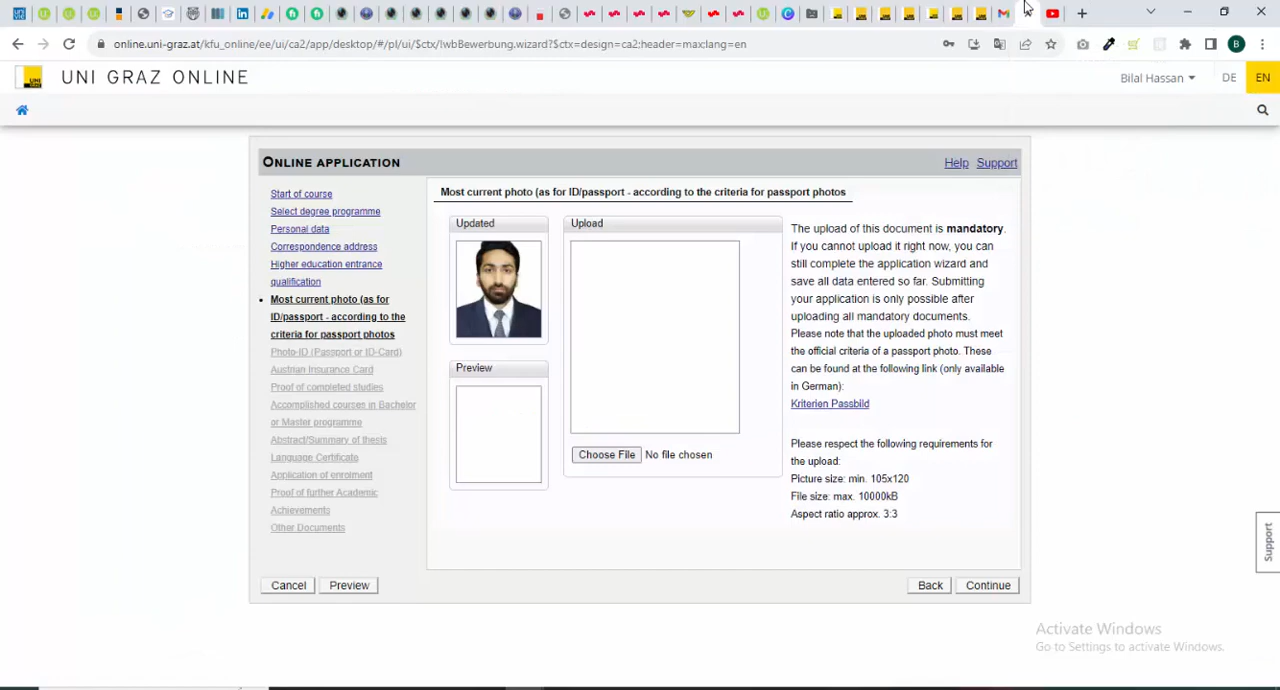 online.uni-graz.at/kfu_online/ee/ui/ca2/app/desktop/#/pl/ui/$ctx/lwbBewerbung.wizard?$ctx=design=ca2;header=max;lang=en
B
UNI GRAZ ONLINE
Bilal Hassan
DE
EN
ONLINE APPLICATION
Help
Support
Start of course
Select degree programme
Personal data
Correspondence address
Higher education entrance
qualification
Most current photo (as for
ID/passport - according to the
criteria for passport photos
Photo-ID (Passport or ID-Card)
Austrian Insurance Card
Proof of completed studies
Accomplished courses in Bachelor
or Master programme
Abstract/Summary of thesis
Language Certificate
Application of enrolment
Proof of further Academic
Achievements
Other Documents
Most current photo (as for ID/passport - according to the criteria for passport photos
Updated
Upload
Preview
Choose File
No file chosen
The upload of this document is mandatory.
If you cannot upload it right now, you can
still complete the application wizard and
save all data entered so far. Submitting
your application is only possible after
uploading all mandatory documents.
Please note that the uploaded photo must meet
the official criteria of a passport photo. These
can be found at the following link (only available
in German):
Kriterien Passbild
Please respect the following requirements for
the upload:
Picture size: min. 105x120
File size: max. 10000kB
Aspect ratio approx. 3:3
Cancel
Preview
Back
Continue
Support
Activate Windows
Go to Settings to activate Windows.